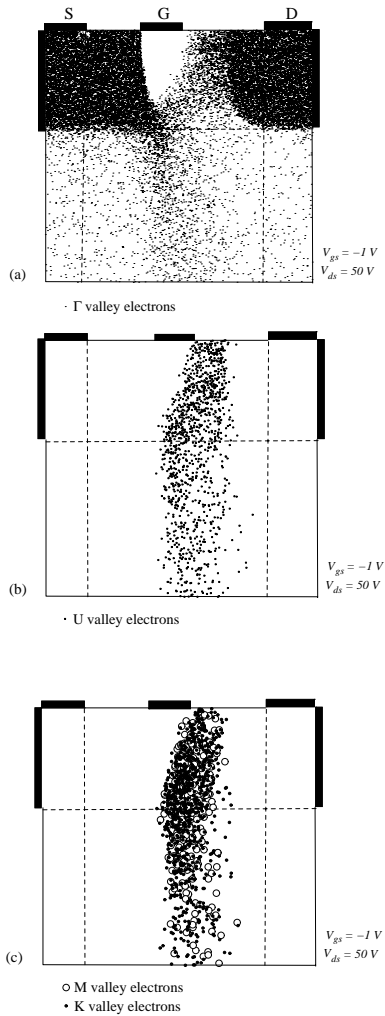 S G D
V_gs = −1 V
V_ds = 50 V
(a)
· Γ valley electrons
V_gs = −1 V
V_ds = 50 V
(b)
· U valley electrons
V_gs = −1 V
V_ds = 50 V
(c)
○ M valley electrons
• K valley electrons